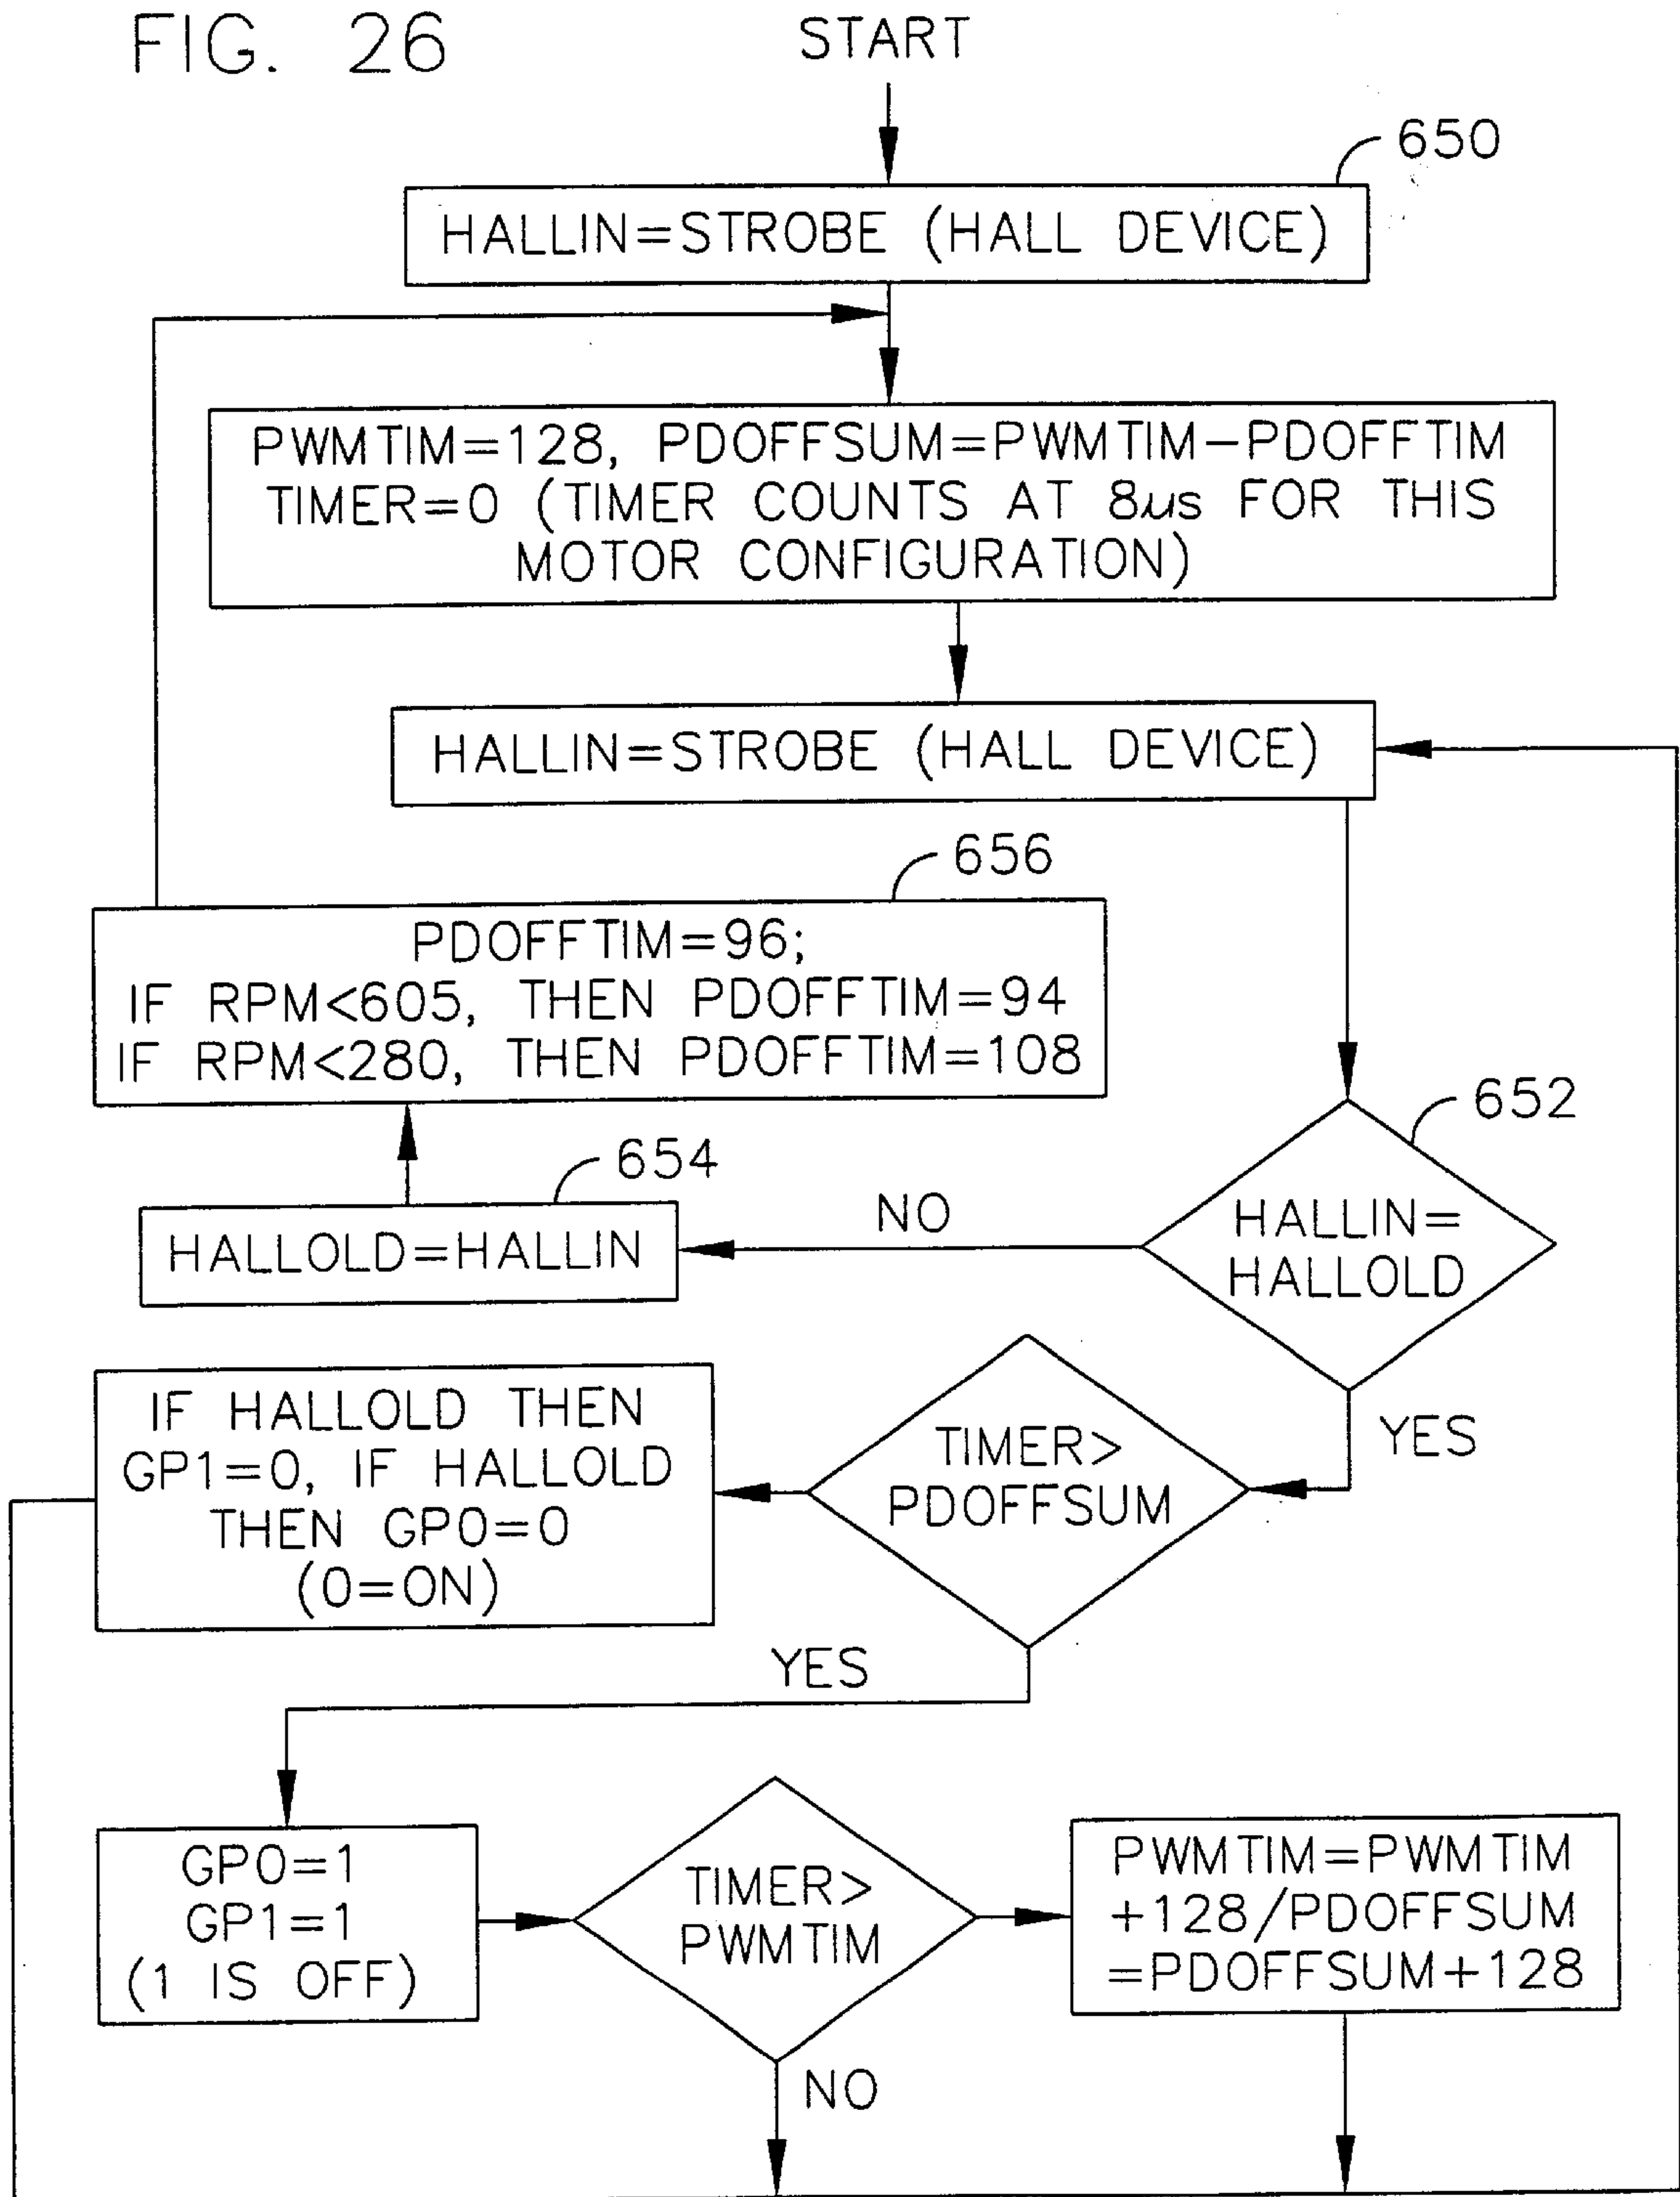 FIG. 26
START
650
HALLIN=STROBE (HALL DEVICE)
PWMTIM=128, PDOFFSUM=PWMTIM-PDOFFTIM
TIMER=0 (TIMER COUNTS AT 8µs FOR THIS
MOTOR CONFIGURATION)
HALLIN=STROBE (HALL DEVICE)
656
PDOFFTIM=96;
IF RPM<605, THEN PDOFFTIM=94
IF RPM<280, THEN PDOFFTIM=108
652
654
HALLOLD=HALLIN
NO
HALLIN=
HALLOLD
YES
IF HALLOLD THEN
GP1=0, IF HALLOLD
THEN GP0=0
(0=ON)
TIMER>
PDOFFSUM
YES
GP0=1
GP1=1
(1 IS OFF)
TIMER>
PWMTIM
PWMTIM=PWMTIM
+128/PDOFFSUM
=PDOFFSUM+128
NO